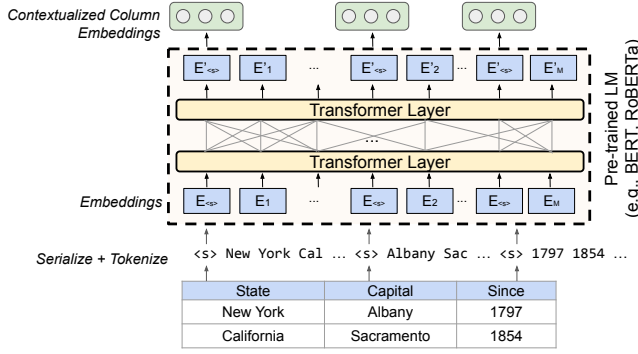 Contextualized Column
Embeddings
E'<s> E'1 ... E'<s> E'2 ... E'<s> E'M
Transformer Layer
...
Transformer Layer
Embeddings E<s> E1 ... E<s> E2 ... E<s> EM
Pre-trained LM
(e.g., BERT, RoBERTa)
Serialize + Tokenize <s> New York Cal ... <s> Albany Sac ... <s> 1797 1854 ...
State Capital Since
New York Albany 1797
California Sacramento 1854